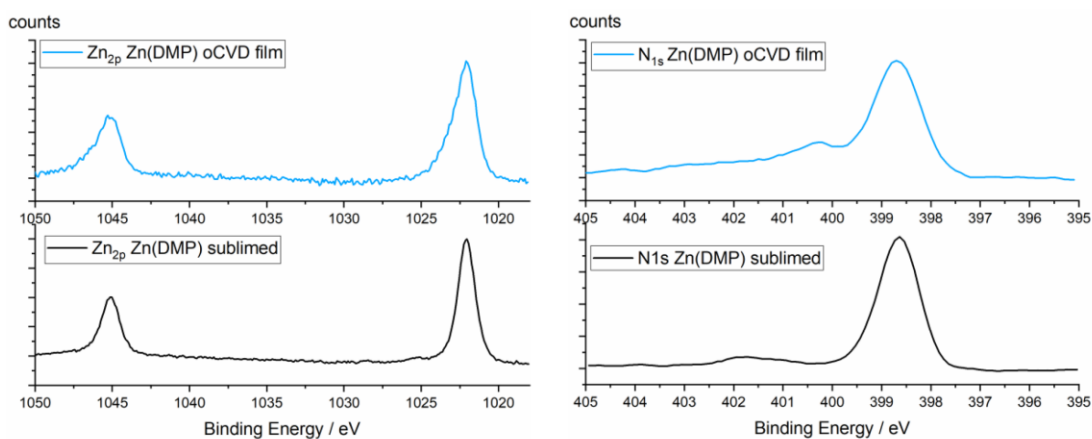 counts
Zn2p Zn(DMP) oCVD film
1050 1045 1040 1035 1030 1025 1020
Zn2p Zn(DMP) sublimed
1050 1045 1040 1035 1030 1025 1020
Binding Energy / eV
counts
N1s Zn(DMP) oCVD film
405 404 403 402 401 400 399 398 397 396 395
N1s Zn(DMP) sublimed
405 404 403 402 401 400 399 398 397 396 395
Binding Energy / eV